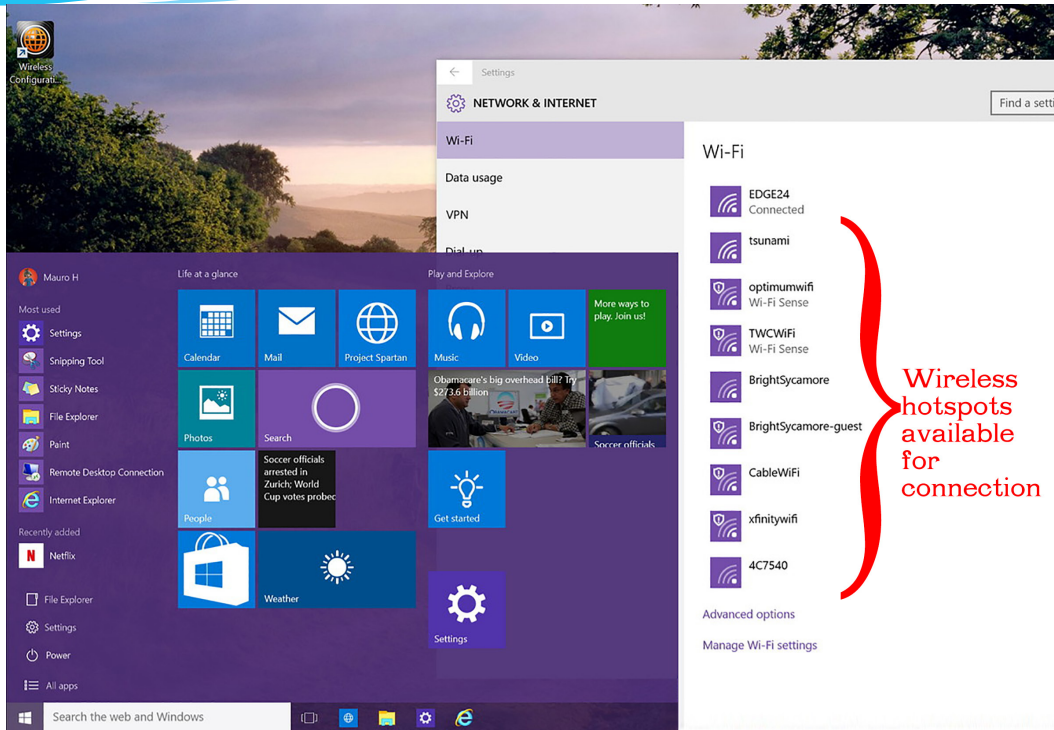 Wireless
Configurati...
Settings
NETWORK & INTERNET
Find a setti
Wi-Fi
Data usage
VPN
Dial-up
Wi-Fi
EDGE24
Connected
tsunami
optimumwifi
Wi-Fi Sense
TWCWiFi
Wi-Fi Sense
BrightSycamore
BrightSycamore-guest
CableWiFi
xfinitywifi
4C7540
Advanced options
Manage Wi-Fi settings
Wireless
hotspots
available
for
connection
Mauro H
Most used
Settings
Snipping Tool
Sticky Notes
File Explorer
Paint
Remote Desktop Connection
Internet Explorer
Recently added
N
Netflix
File Explorer
Settings
Power
All apps
Life at a glance
Calendar
Mail
Project Spartan
Photos
Search
People
Soccer officials
arrested in
Zurich; World
Cup votes probed
Weather
Play and Explore
Music
Video
More ways to
play. Join us!
Obamacare's big overhead bill? Try
$273.6 billion
Soccer officials
Get started
Settings
Search the web and Windows